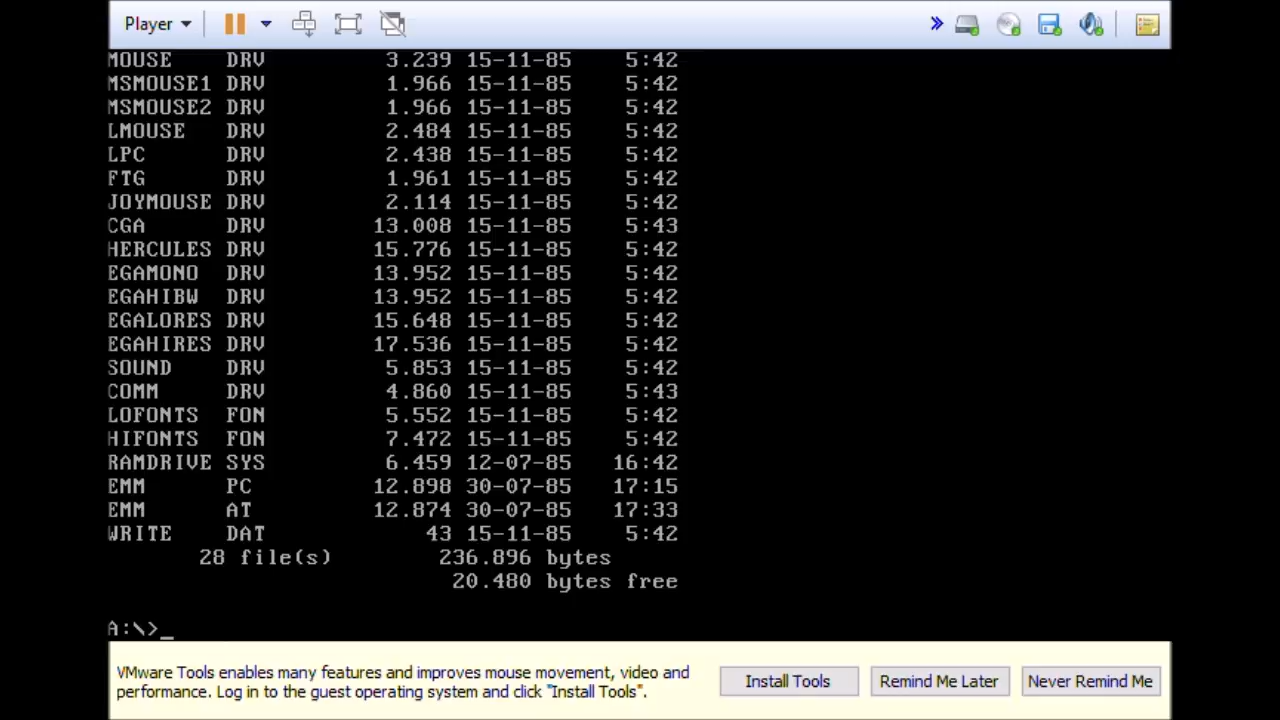 Player
MOUSE DRV 3.239 15-11-85 5:42
MSMOUSE1 DRV 1.966 15-11-85 5:42
MSMOUSE2 DRV 1.966 15-11-85 5:42
LMOUSE DRV 2.484 15-11-85 5:42
LPC DRV 2.438 15-11-85 5:42
FTG DRV 1.961 15-11-85 5:42
JOYMOUSE DRV 2.114 15-11-85 5:42
CGA DRV 13.008 15-11-85 5:43
HERCULES DRV 15.776 15-11-85 5:42
EGAMONO DRV 13.952 15-11-85 5:42
EGAHIBW DRV 13.952 15-11-85 5:42
EGALORES DRV 15.648 15-11-85 5:42
EGAHIRES DRV 17.536 15-11-85 5:42
SOUND DRV 5.853 15-11-85 5:42
COMM DRV 4.860 15-11-85 5:43
LOFONTS FON 5.552 15-11-85 5:42
HIFONTS FON 7.472 15-11-85 5:42
RAMDRIVE SYS 6.459 12-07-85 16:42
EMM PC 12.898 30-07-85 17:15
EMM AT 12.874 30-07-85 17:33
WRITE DAT 43 15-11-85 5:42
28 file(s) 236.896 bytes
20.480 bytes free
A:\>_
VMware Tools enables many features and improves mouse movement, video and
performance. Log in to the guest operating system and click "Install Tools".
Install Tools
Remind Me Later
Never Remind Me